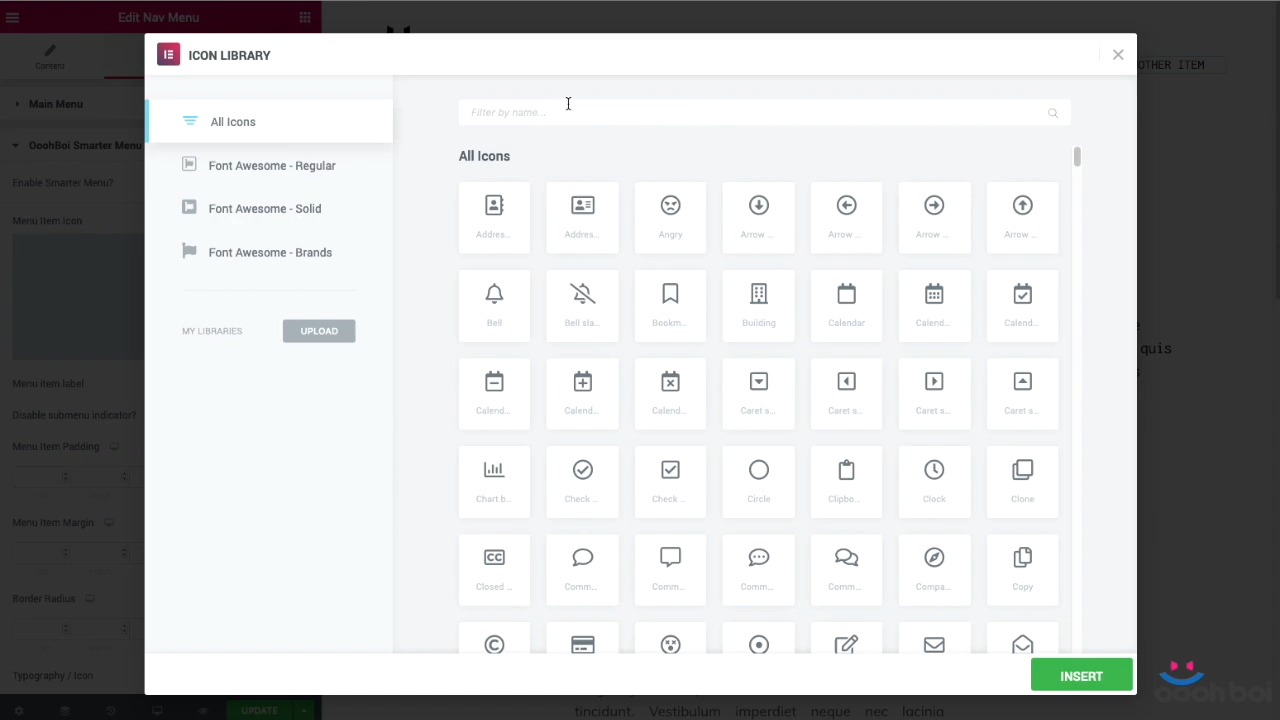 Edit Nav Menu
Content
Main Menu
OoohBoi Smarter Menu
Enable Smarter Menu?
Menu Item Icon
Menu item label
Disable submenu indicator?
Menu Item Padding
Menu Item Margin
Border Radius
Typography / Icon
UPDATE
ICON LIBRARY
All Icons
Font Awesome - Regular
Font Awesome - Solid
Font Awesome - Brands
MY LIBRARIES
UPLOAD
Filter by name...
All Icons
Addres... Addres... Angry Arrow ... Arrow ... Arrow ... Arrow ...
Bell Bell sla... Bookm... Building Calendar Calend... Calend...
Calend... Calend... Calend... Caret s... Caret s... Caret s... Caret s...
Chart b... Check ... Check ... Circle Clipbo... Clock Clone
Closed ... Comm... Comm... Comm... Comm... Compa... Copy
INSERT
OTHER ITEM
quis
tincidunt. Vestibulum imperdiet neque nec lacinia
ooohboi